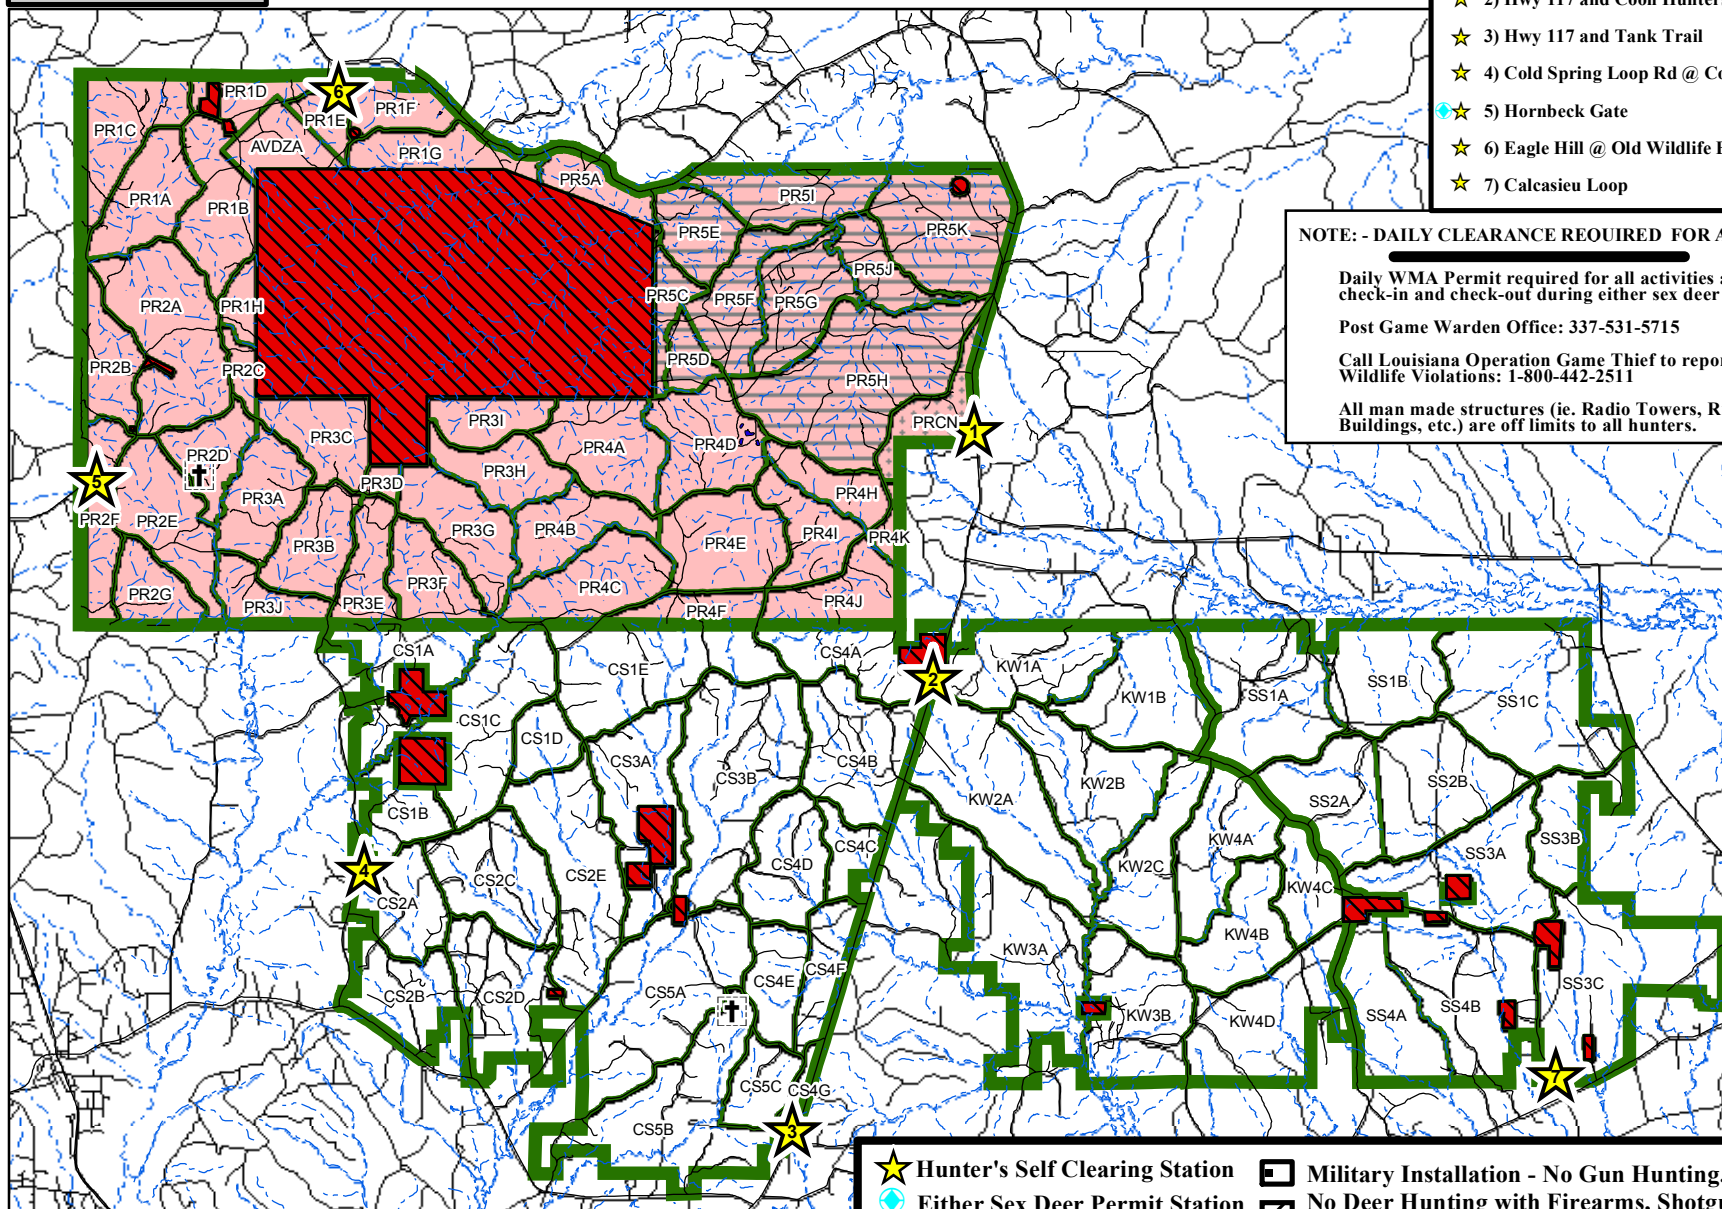 3) Hwy 117 and Tank Trail
4) Cold Spring Loop Rd @
5) Hornbeck Gate
6) Eagle Hill @ Old Wildlife
7) Calcasieu Loop
NOTE: - DAILY CLEARANCE REQUIRED FOR
Daily WMA Permit required for all activities
check-in and check-out during either sex deer
Post Game Warden Office: 337-531-5715
Call Louisiana Operation Game Thief to
Wildlife Violations: 1-800-442-2511
All man made structures (ie. Radio Towers,
Buildings, etc.) are off limits to all hunters.
PR1D
6
PR1E
PR1F
PR1C
AVDZA
PR1G
PR5A
PR5I
PR1A
PR1B
PR5E
PR5K
PR5J
PR2A
PR1H
PR5C
PR5F
PR5G
PR2B
PR2C
PR5D
PR5H
PR3I
PRCN
1
PR3C
PR4A
PR4D
PR2D
5
PR3H
PR3D
PR3A
PR4H
PR2F
PR2E
PR3G
PR4B
PR4I
PR4K
PR3B
PR4E
PR3F
PR4C
PR2G
PR3J
PR3E
PR4F
PR4J
CS1A
CS1E
CS4A
2
KW1A
KW1B
SS1A
SS1B
SS1C
CS1C
CS1D
CS3A
CS3B
CS4B
KW2A
KW2B
SS2A
SS2B
CS1B
CS4C
KW4A
SS3B
4
CS2C
CS2E
CS4D
KW2C
KW4C
SS3A
CS2A
KW4B
KW3A
CS2B
CS2D
CS5A
CS4E
CS4F
SS3C
KW3B
KW4D
SS4A
SS4B
7
CS5C
CS4G
CS5B
3
Hunter's Self Clearing Station
Military Installation - No Gun Hunting.
Either Sex Deer Permit Station
No Deer Hunting with Firearms. Shotgu